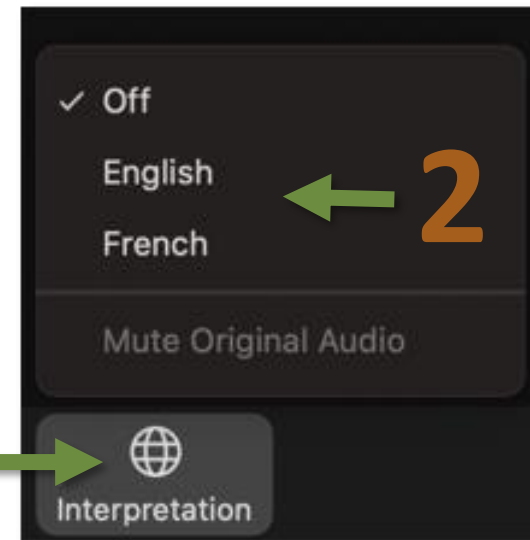 ✓ Off
English
2
French
Mute Original Audio
Interpretation